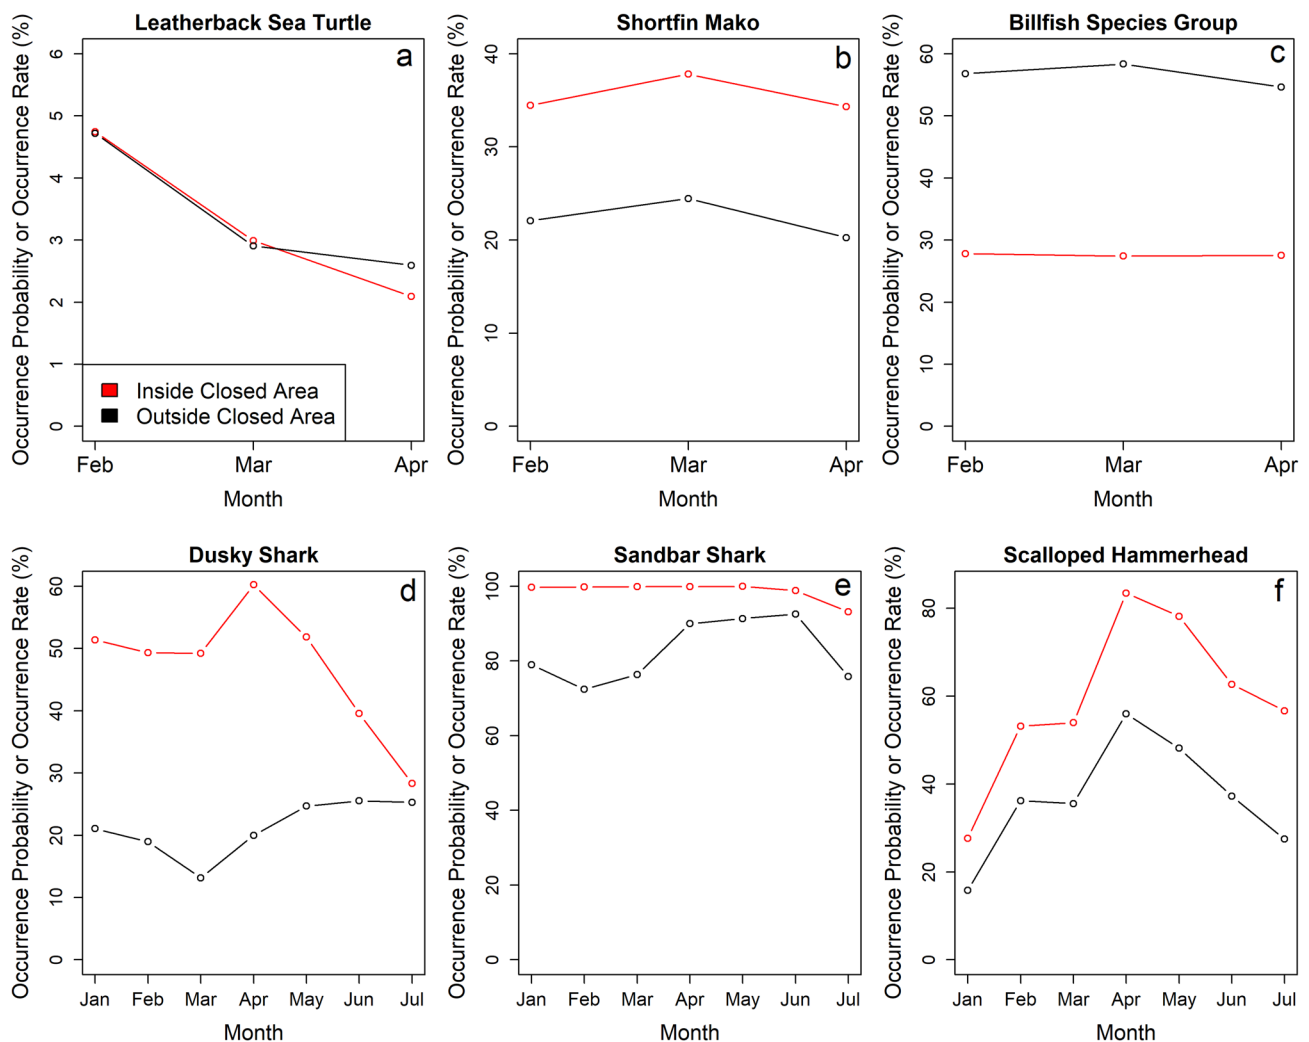 Leatherback Sea Turtle
a
Occurrence Probability or Occurrence Rate (%)
6
5
4
3
2
1
0
Inside Closed Area
Outside Closed Area
Feb Mar Apr
Month
Shortfin Mako
b
Occurrence Probability or Occurrence Rate (%)
40
30
20
10
0
Feb Mar Apr
Month
Billfish Species Group
c
Occurrence Probability or Occurrence Rate (%)
60
50
40
30
20
10
0
Feb Mar Apr
Month
Dusky Shark
d
Occurrence Probability or Occurrence Rate (%)
60
50
40
30
20
10
0
Jan Feb Mar Apr May Jun Jul
Month
Sandbar Shark
e
Occurrence Probability or Occurrence Rate (%)
100
80
60
40
20
0
Jan Feb Mar Apr May Jun Jul
Month
Scalloped Hammerhead
f
Occurrence Probability or Occurrence Rate (%)
80
60
40
20
0
Jan Feb Mar Apr May Jun Jul
Month